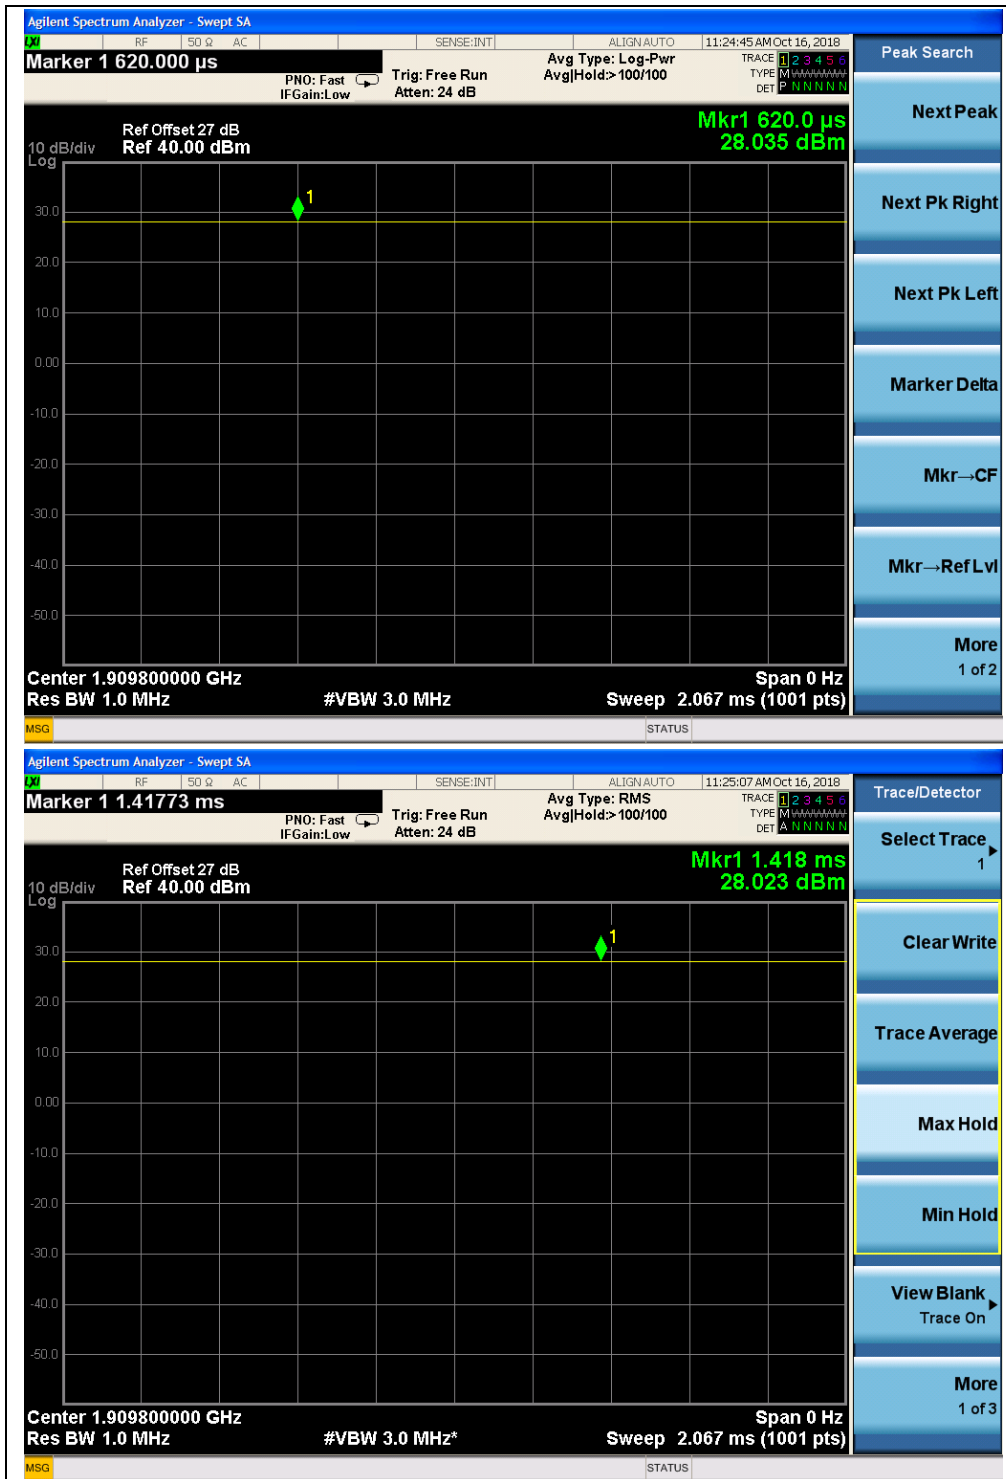 Agilent Spectrum Analyzer - Swept SA
LXI RF 50 Ω AC SENSE:INT ALIGN AUTO 11:24:45 AM Oct 16, 2018
Marker 1 620.000 µs
PNO: Fast
IFGain:Low
Trig: Free Run
Atten: 24 dB
Avg Type: Log-Pwr
Avg|Hold:>100/100
TRACE 1 2 3 4 5 6
TYPE M
DET P N N N N N
Mkr1 620.0 µs
28.035 dBm
Ref Offset 27 dB
10 dB/div Ref 40.00 dBm
Log
1
30.0
20.0
10.0
0.00
-10.0
-20.0
-30.0
-40.0
-50.0
Center 1.909800000 GHz Span 0 Hz
Res BW 1.0 MHz #VBW 3.0 MHz Sweep 2.067 ms (1001 pts)
MSG STATUS
Peak Search
Next Peak
Next Pk Right
Next Pk Left
Marker Delta
Mkr→CF
Mkr→Ref Lvl
More
1 of 2
Agilent Spectrum Analyzer - Swept SA
LXI RF 50 Ω AC SENSE:INT ALIGN AUTO 11:25:07 AM Oct 16, 2018
Marker 1 1.41773 ms
PNO: Fast
IFGain:Low
Trig: Free Run
Atten: 24 dB
Avg Type: RMS
Avg|Hold:>100/100
TRACE 1 2 3 4 5 6
TYPE M
DET A N N N N N
Mkr1 1.418 ms
28.023 dBm
Ref Offset 27 dB
10 dB/div Ref 40.00 dBm
Log
1
30.0
20.0
10.0
0.00
-10.0
-20.0
-30.0
-40.0
-50.0
Center 1.909800000 GHz Span 0 Hz
Res BW 1.0 MHz #VBW 3.0 MHz* Sweep 2.067 ms (1001 pts)
MSG STATUS
Trace/Detector
Select Trace
1
Clear Write
Trace Average
Max Hold
Min Hold
View Blank
Trace On
More
1 of 3